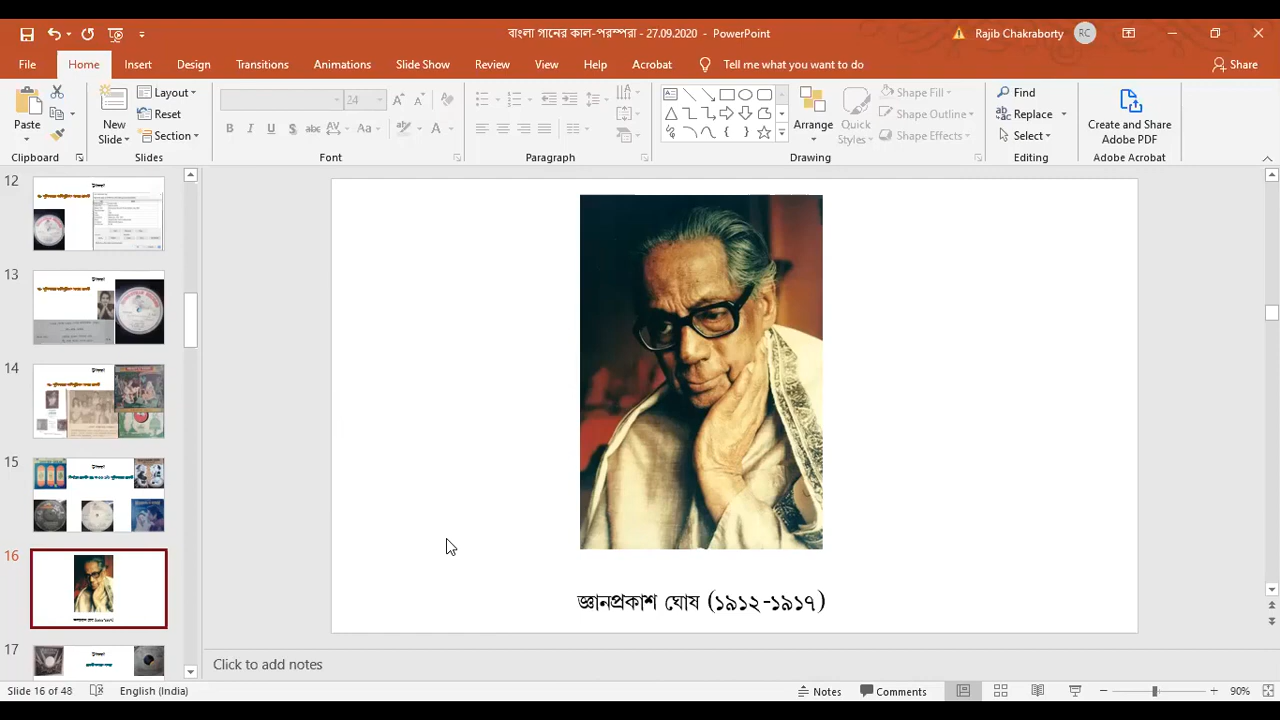 বাংলা গানের কাল-পরম্পরা - 27.09.2020 - PowerPoint
Rajib Chakraborty
RC
File Home Insert Design Transitions Animations Slide Show Review View Help Acrobat Tell me what you want to do Share
Paste
Clipboard
New Slide
Layout
Reset
Section
Slides
24
B I U S abc AV Aa A
Font
Paragraph
Arrange
Quick Styles
Shape Fill
Shape Outline
Shape Effects
Drawing
Find
Replace
Select
Editing
Create and Share Adobe PDF
Adobe Acrobat
12
13
14
15
16
17
জ্ঞানপ্রকাশ ঘোষ (১৯১২-১৯১৭)
Click to add notes
Slide 16 of 48
English (India)
Notes
Comments
90%